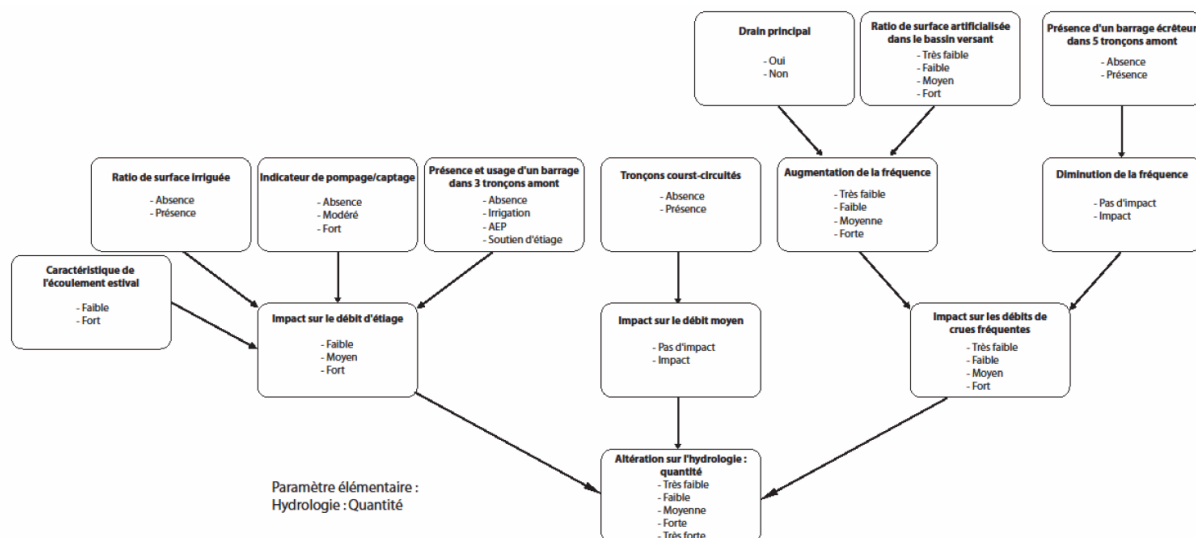 Drain principal
- Oui
- Non
Ratio de surface artificialisée
dans le bassin versant
- Très faible
- Faible
- Moyen
- Fort
Présence d'un barrage écrêteur
dans 5 tronçons amont
- Absence
- Présence
Ratio de surface irriguée
- Absence
- Présence
Indicateur de pompage/captage
- Absence
- Modéré
- Fort
Présence et usage d'un barrage
dans 3 tronçons amont
- Absence
- Irrigation
- AEP
- Soutien d'étiage
Tronçons courst-circuités
- Absence
- Présence
Augmentation de la fréquence
- Très faible
- Faible
- Moyenne
- Forte
Diminution de la fréquence
- Pas d'impact
- Impact
Caractéristique de
l'écoulement estival
- Faible
- Fort
Impact sur le débit d'étiage
- Faible
- Moyen
- Fort
Impact sur le débit moyen
- Pas d'impact
- Impact
Impact sur les débits de
crues fréquentes
- Très faible
- Faible
- Moyen
- Fort
Altération sur l'hydrologie :
quantité
- Très faible
- Faible
- Moyenne
- Forte
- Très forte
Paramètre élémentaire :
Hydrologie : Quantité